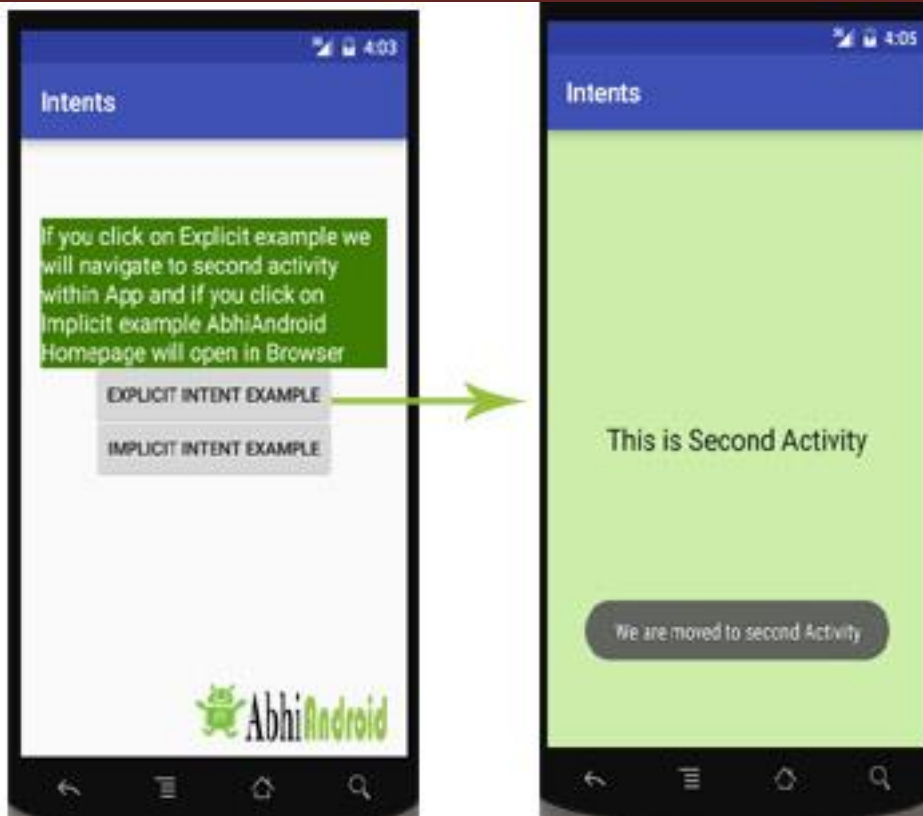 4:03
Intents
If you click on Explicit example we
will navigate to second activity
within App and if you click on
Implicit example AbhiAndroid
Homepage will open in Browser
EXPLICIT INTENT EXAMPLE
IMPLICIT INTENT EXAMPLE
AbhiAndroid
4:05
Intents
This is Second Activity
We are moved to second Activity